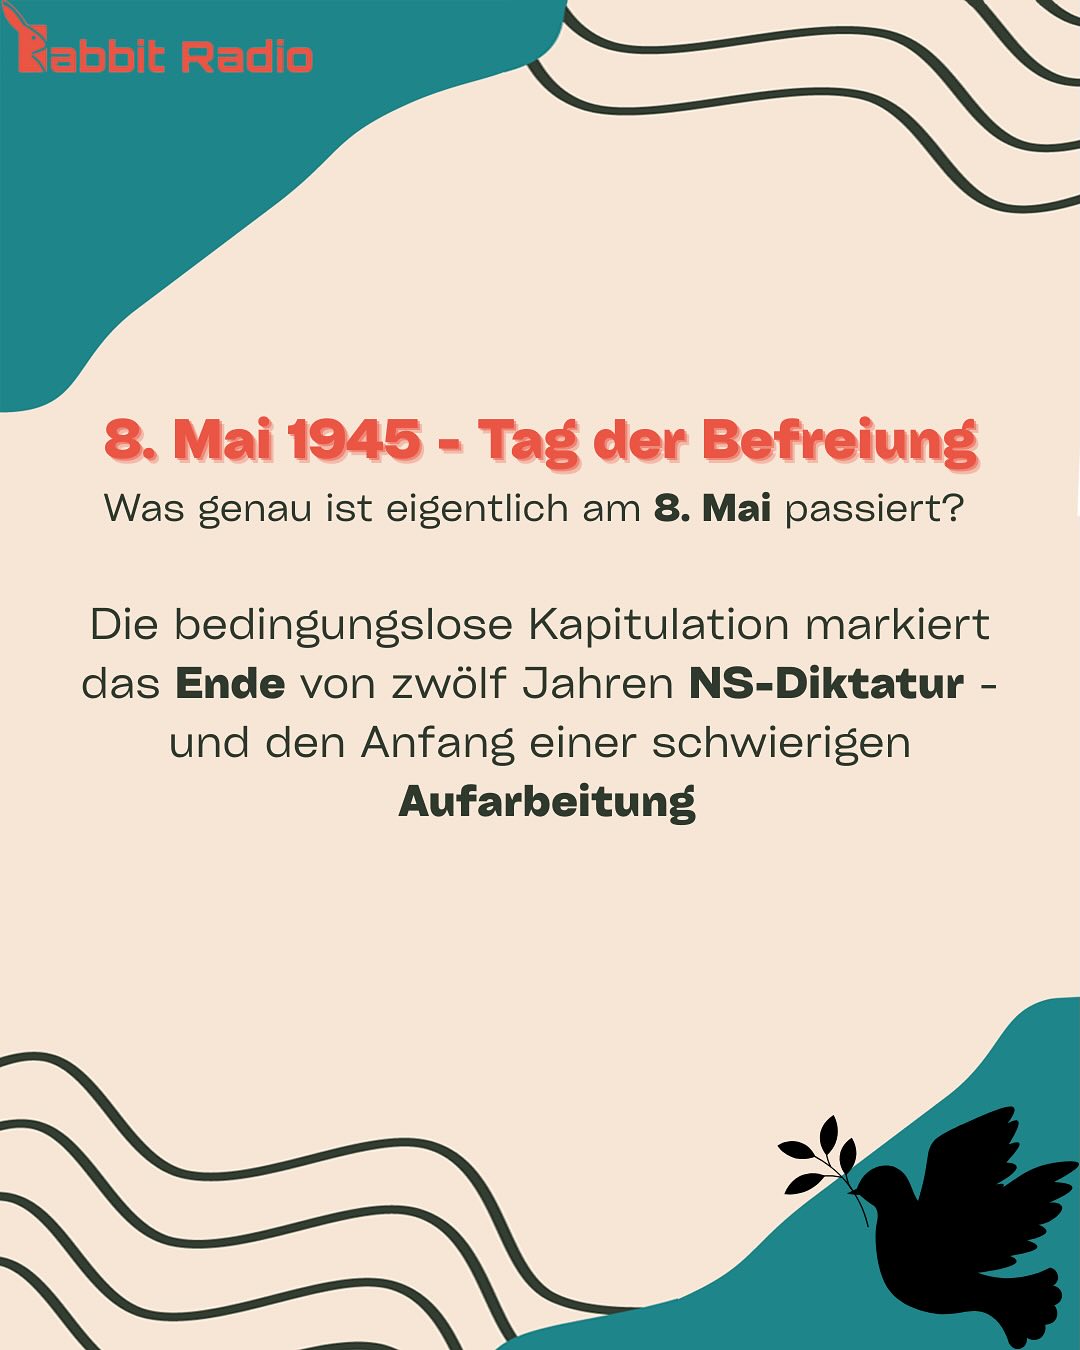 Rabbit Radio
8. Mai 1945 - Tag der Befreiung
Was genau ist eigentlich am 8. Mai passiert?
Die bedingungslose Kapitulation markiert
das Ende von zwölf Jahren NS-Diktatur -
und den Anfang einer schwierigen
Aufarbeitung